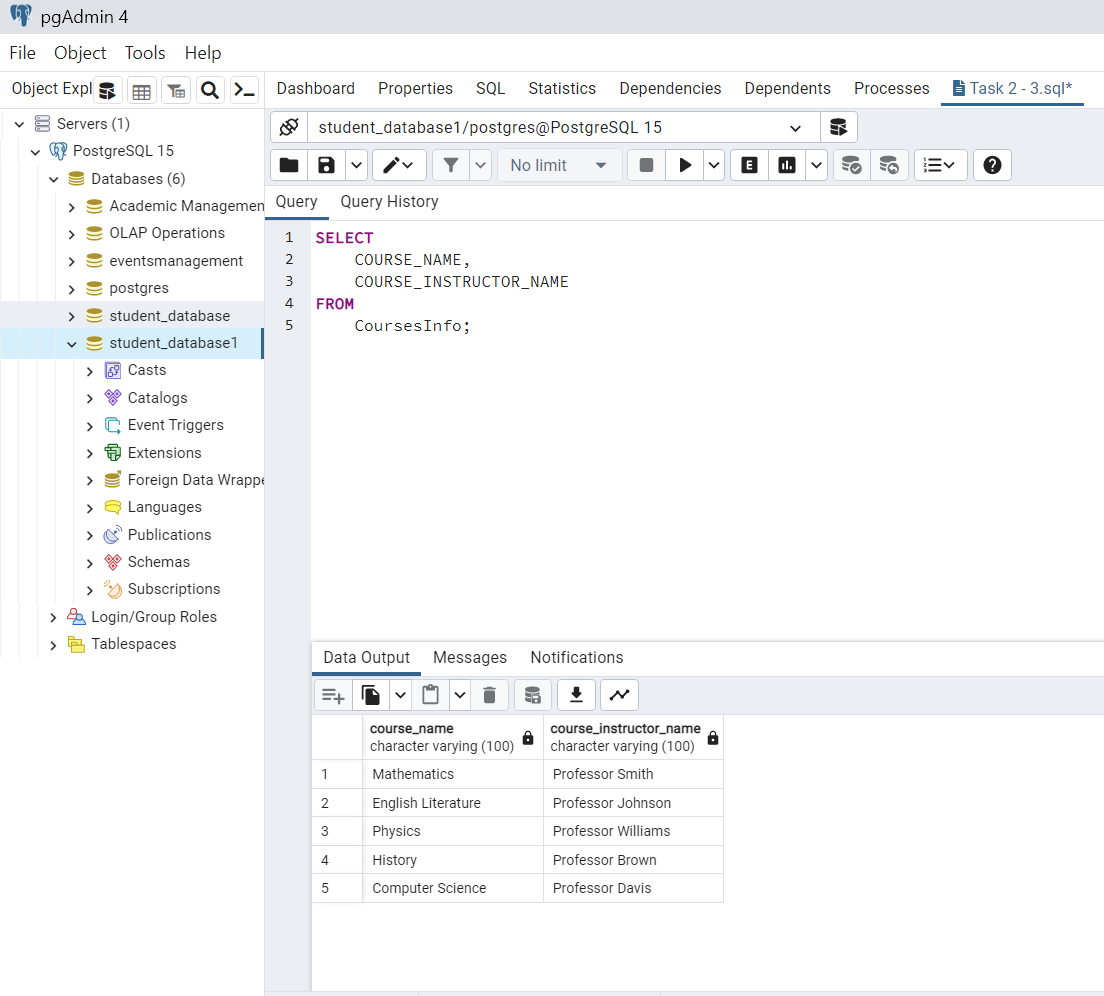 pgAdmin 4
File Object Tools Help
Object Expl
Dashboard Properties SQL Statistics Dependencies Dependents Processes Task 2 - 3.sql*
Servers (1)
PostgreSQL 15
Databases (6)
Academic Managemen
OLAP Operations
eventsmanagement
postgres
student_database
student_database1
Casts
Catalogs
Event Triggers
Extensions
Foreign Data Wrappe
Languages
Publications
Schemas
Subscriptions
Login/Group Roles
Tablespaces
student_database1/postgres@PostgreSQL 15
No limit E
Query Query History
1 SELECT
2 COURSE_NAME,
3 COURSE_INSTRUCTOR_NAME
4 FROM
5 CoursesInfo;
Data Output Messages Notifications
course_name course_instructor_name
character varying (100) character varying (100)
1 Mathematics Professor Smith
2 English Literature Professor Johnson
3 Physics Professor Williams
4 History Professor Brown
5 Computer Science Professor Davis